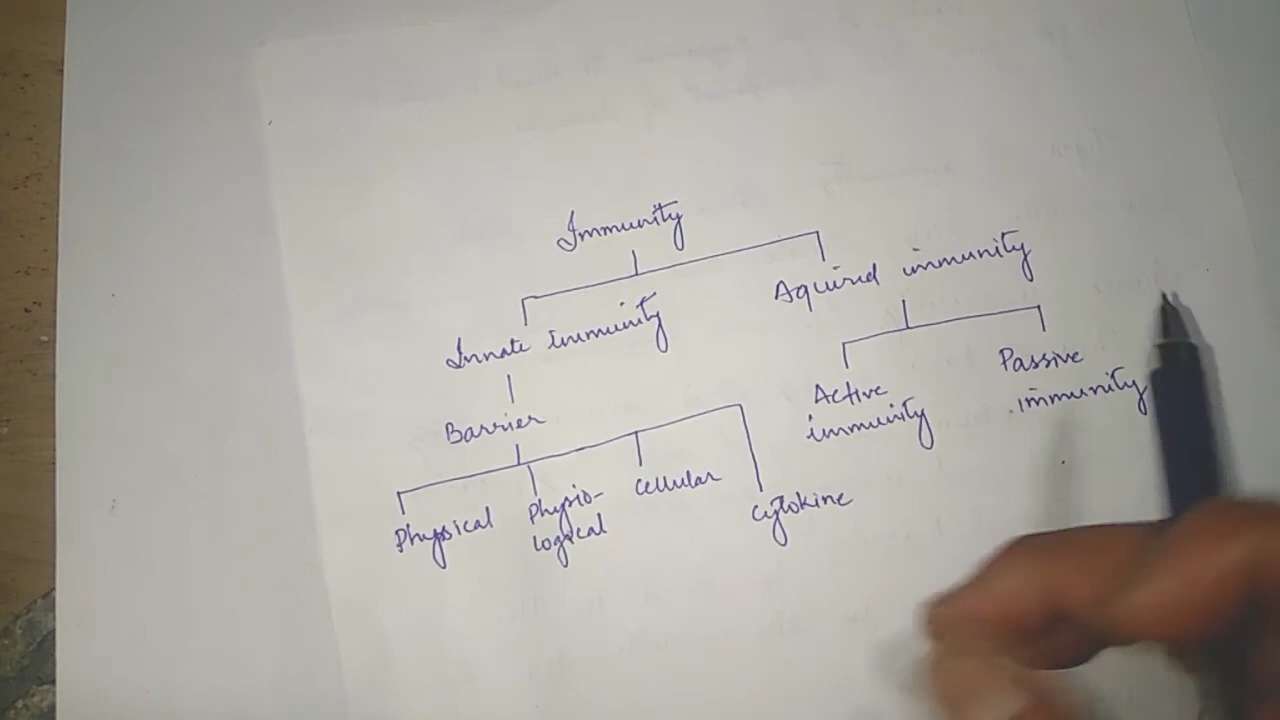 Immunity
Innate immunity
Aquired immunity
Barrier
Active
immunity
Passive
immunity
Physical
Physio-
logical
Cellular
Cytokine